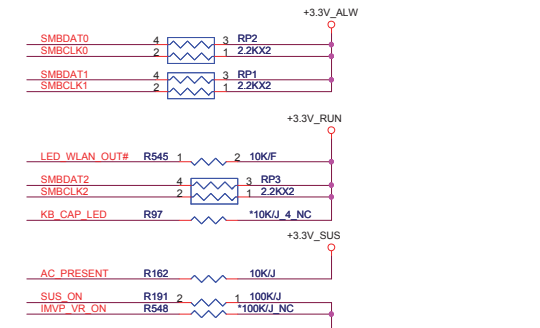 +3.3V_ALW
SMBDAT0 4 3 RP2
SMBCLK0 2 1 2.2KX2
SMBDAT1 4 3 RP1
SMBCLK1 2 1 2.2KX2
+3.3V_RUN
LED_WLAN_OUT# R545 1 2 10K/F
SMBDAT2 4 3 RP3
SMBCLK2 2 1 2.2KX2
KB_CAP_LED R97 *10K/J_4_NC
+3.3V_SUS
AC_PRESENT R162 10K/J
SUS_ON R191 2 1 100K/J
IMVP_VR_ON R548 *100K/J_NC